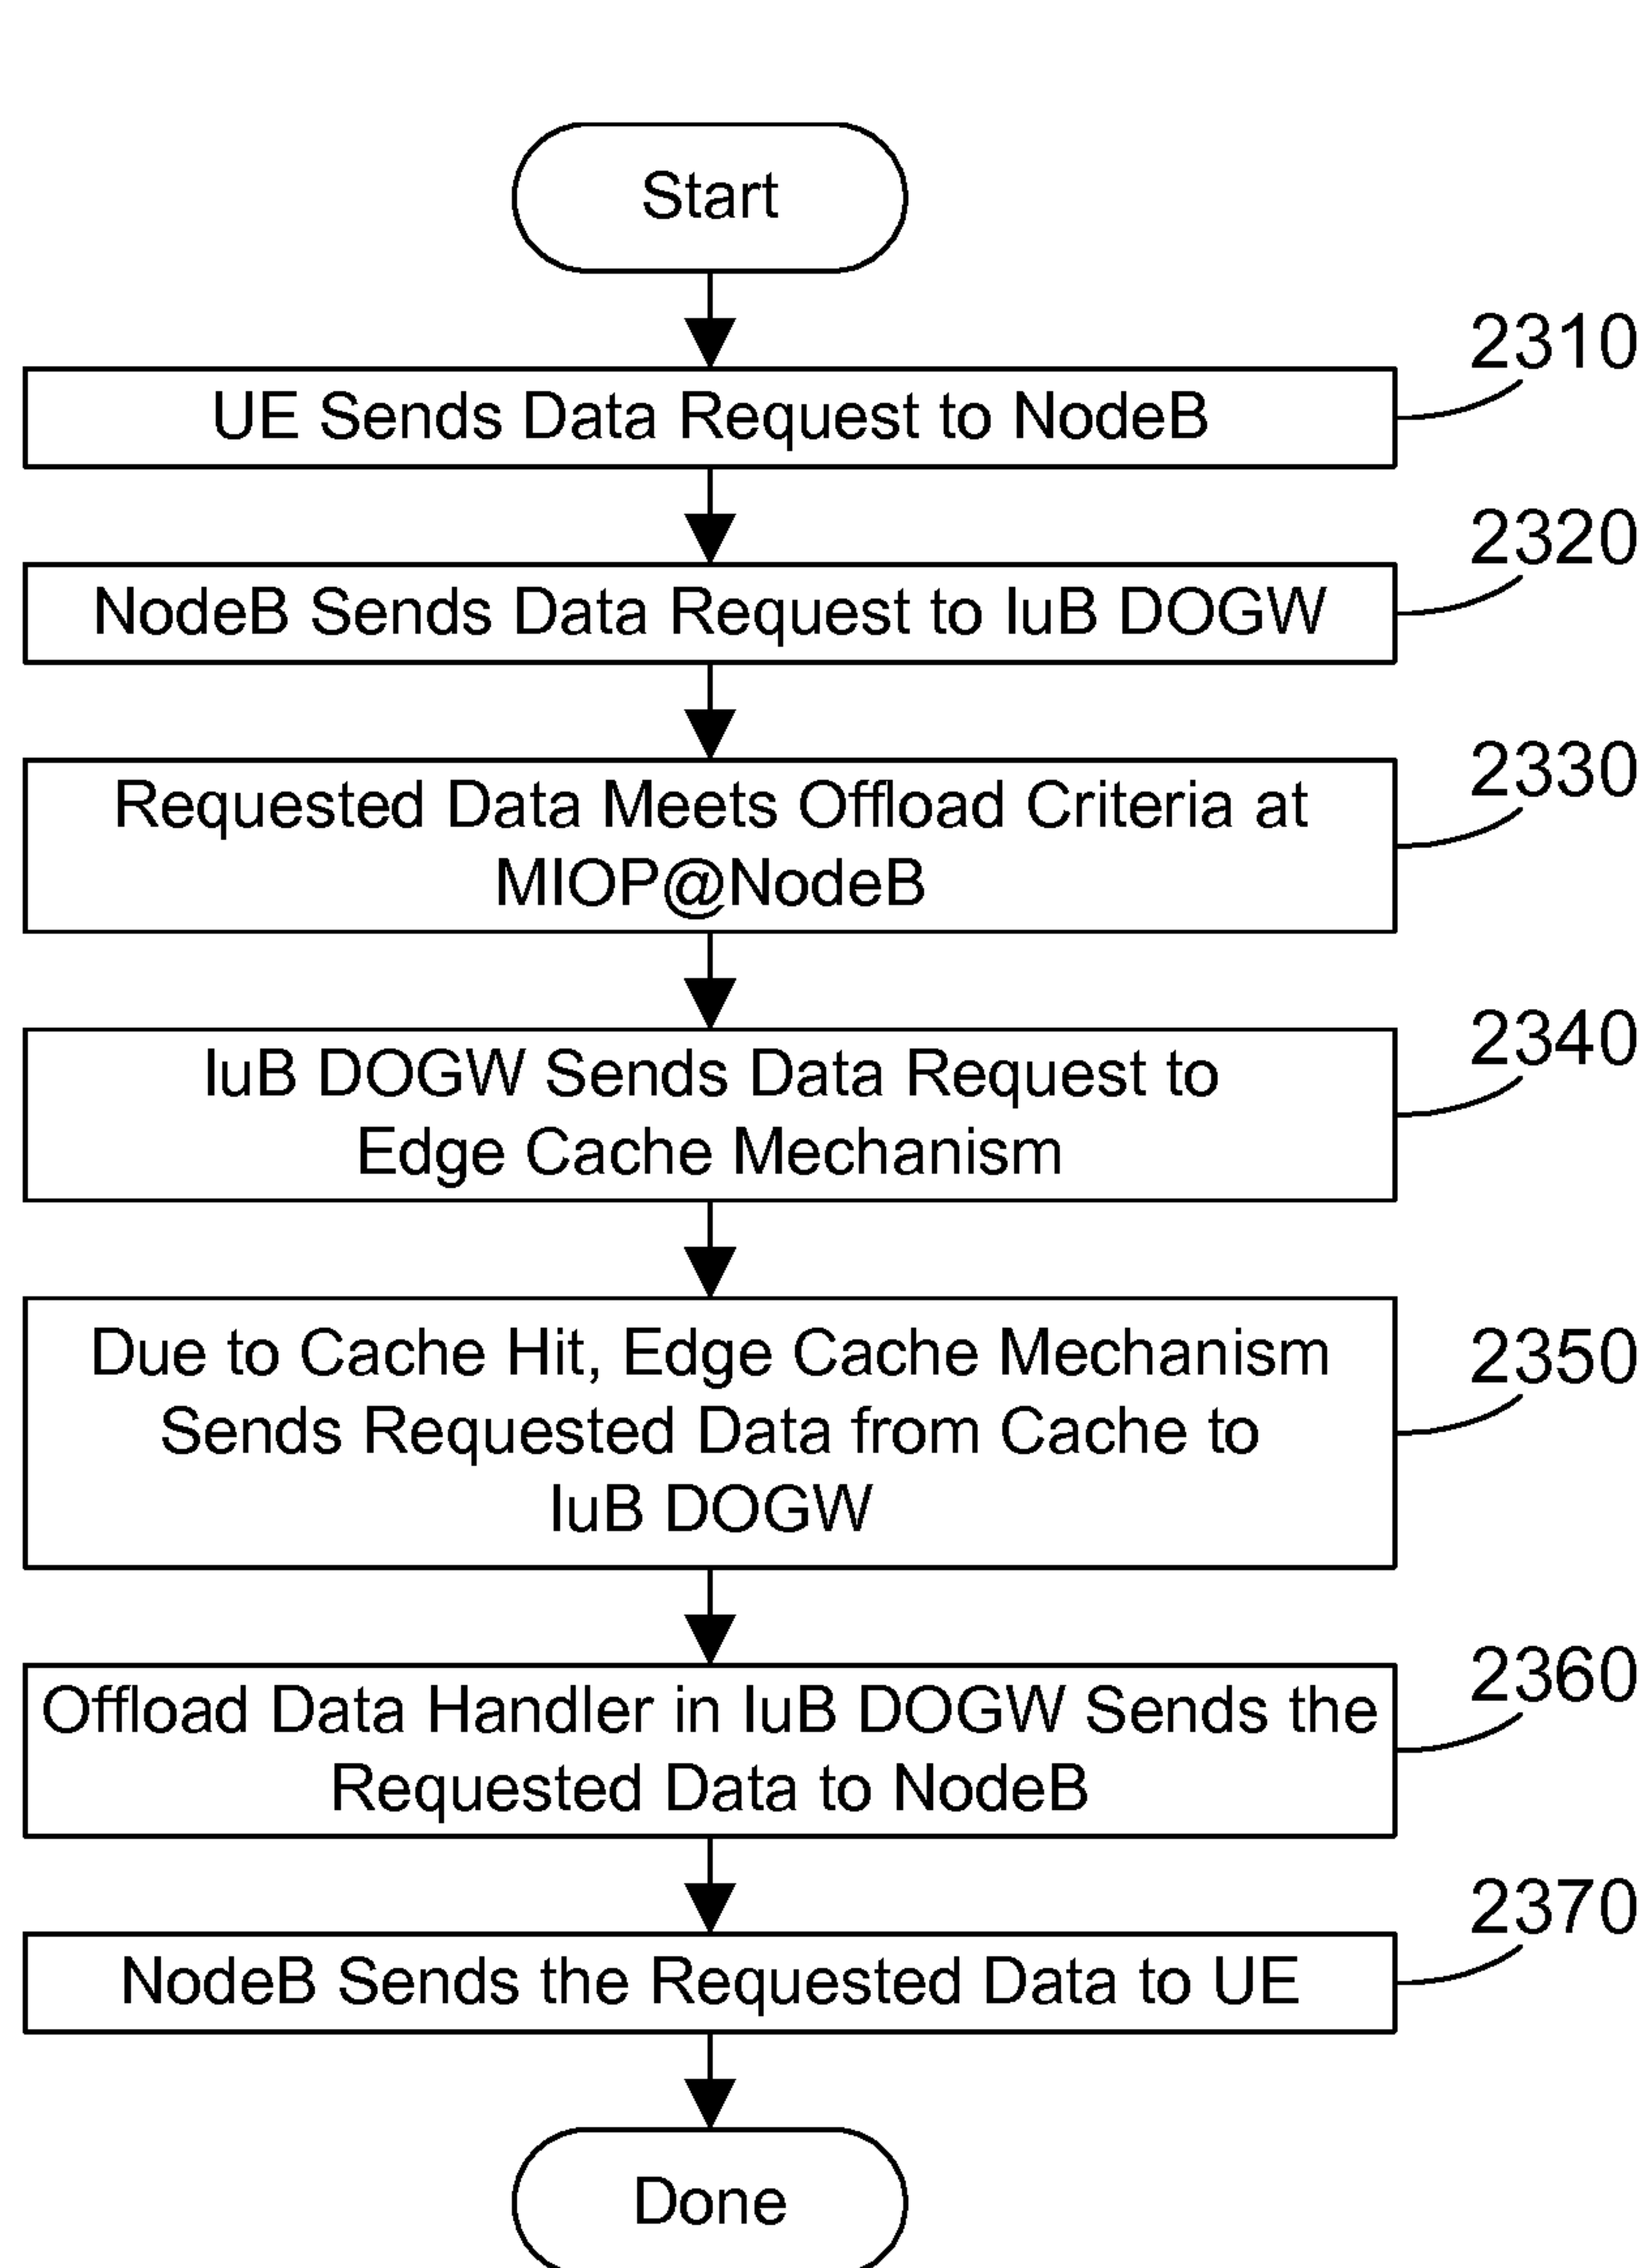 Start
2310
UE Sends Data Request to NodeB
2320
NodeB Sends Data Request to IuB DOGW
2330
Requested Data Meets Offload Criteria at
MIOP@NodeB
2340
IuB DOGW Sends Data Request to
Edge Cache Mechanism
2350
Due to Cache Hit, Edge Cache Mechanism
Sends Requested Data from Cache to
IuB DOGW
2360
Offload Data Handler in IuB DOGW Sends the
Requested Data to NodeB
2370
NodeB Sends the Requested Data to UE
Done